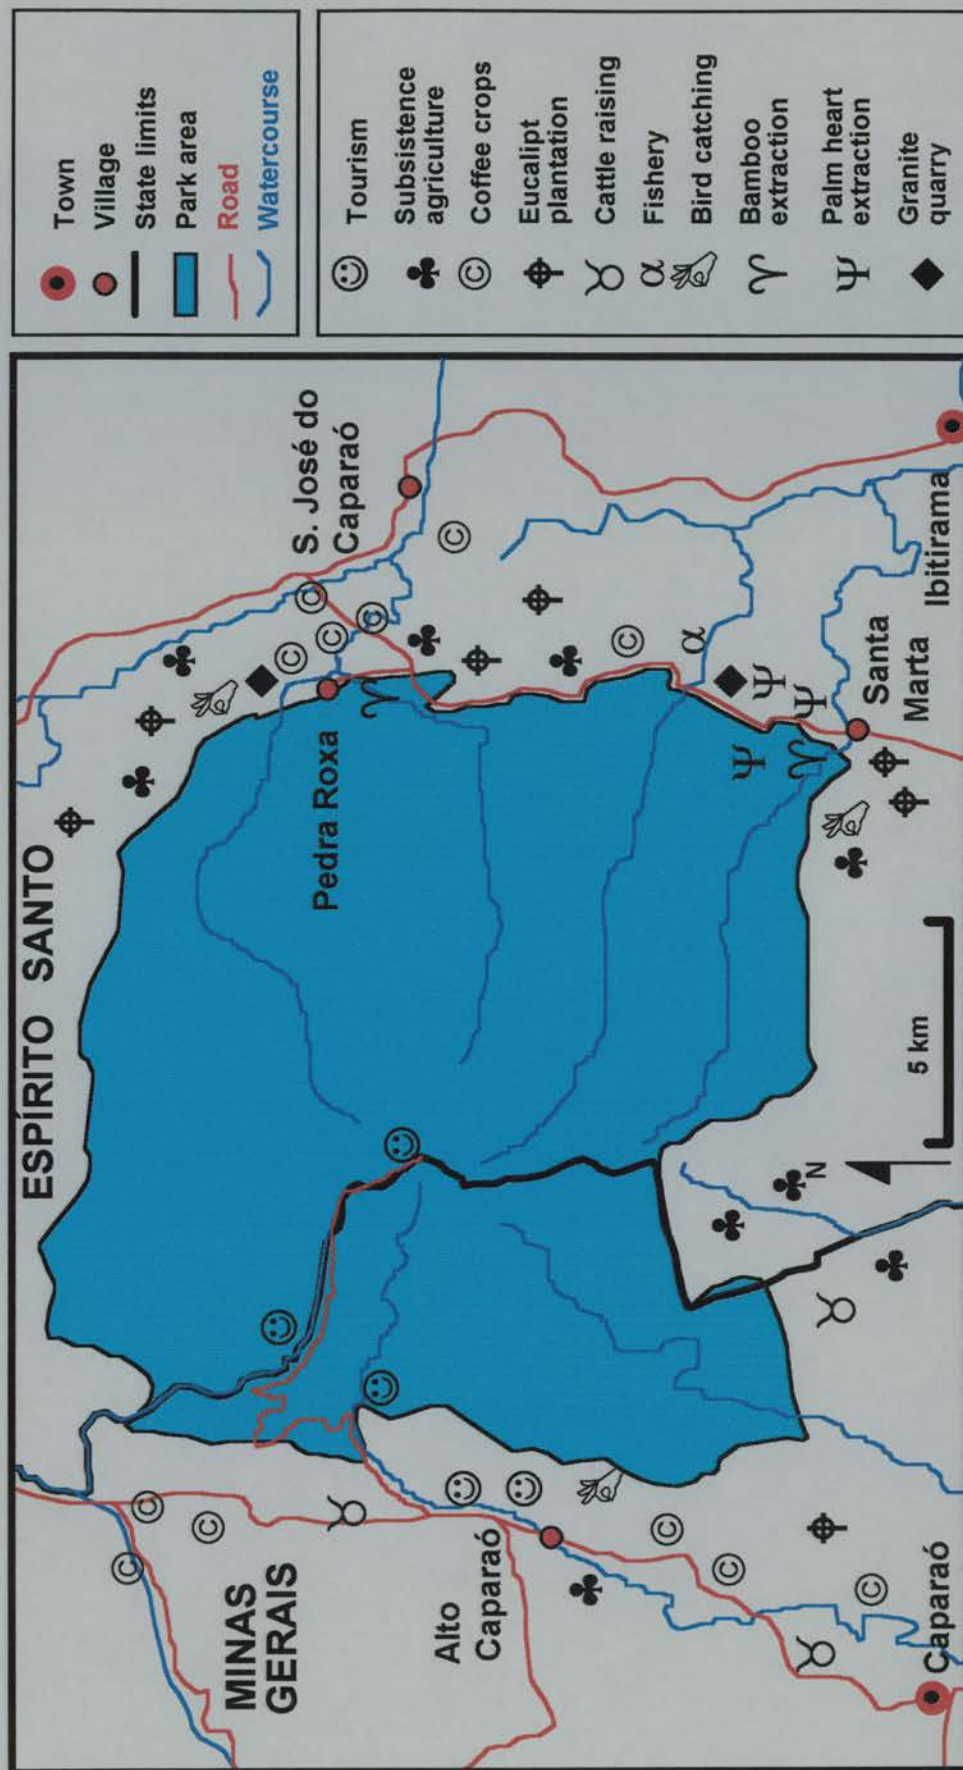 ESPÍRITO SANTO
S. José do
Caparaó
Pedra Roxa
MINAS
GERAIS
Alto
Caparaó
Santa
Marta
Ibitirama
Caparaó
N
5 km
Town
Village
State limits
Park area
Road
Watercourse
Tourism
Subsistence
agriculture
Coffee crops
Eucalipt
plantation
Cattle raising
Fishery
Bird catching
Bamboo
extraction
Palm heart
extraction
Granite
quarry